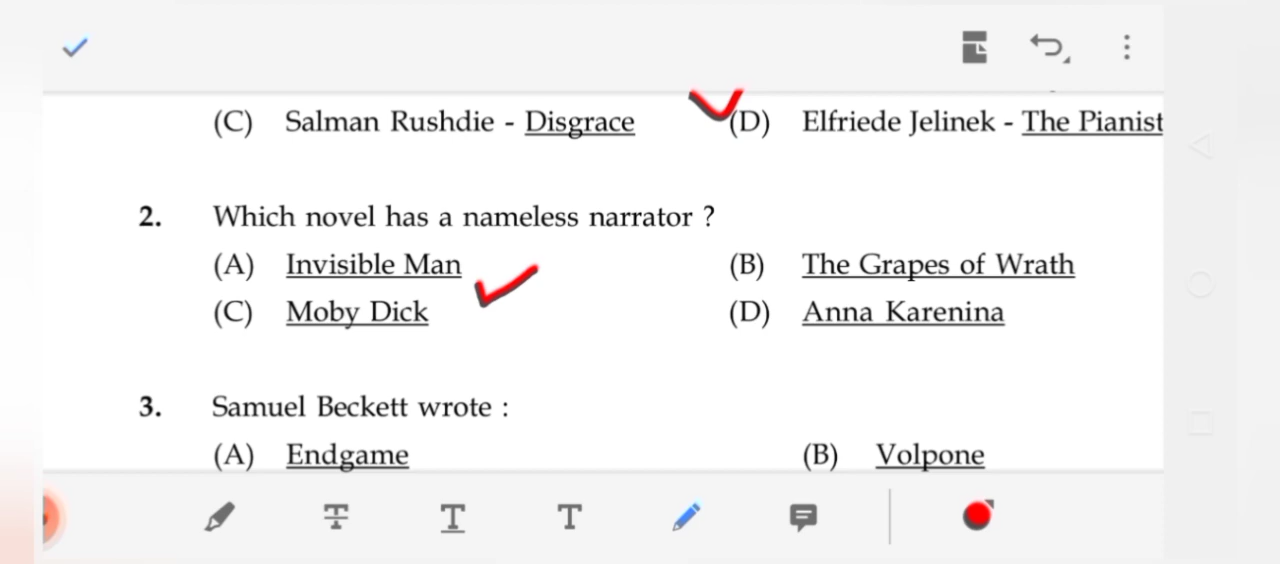 (C) Salman Rushdie - Disgrace (D) Elfriede Jelinek - The Pianist
2. Which novel has a nameless narrator ?
(A) Invisible Man (B) The Grapes of Wrath
(C) Moby Dick (D) Anna Karenina
3. Samuel Beckett wrote :
(A) Endgame (B) Volpone
T T T